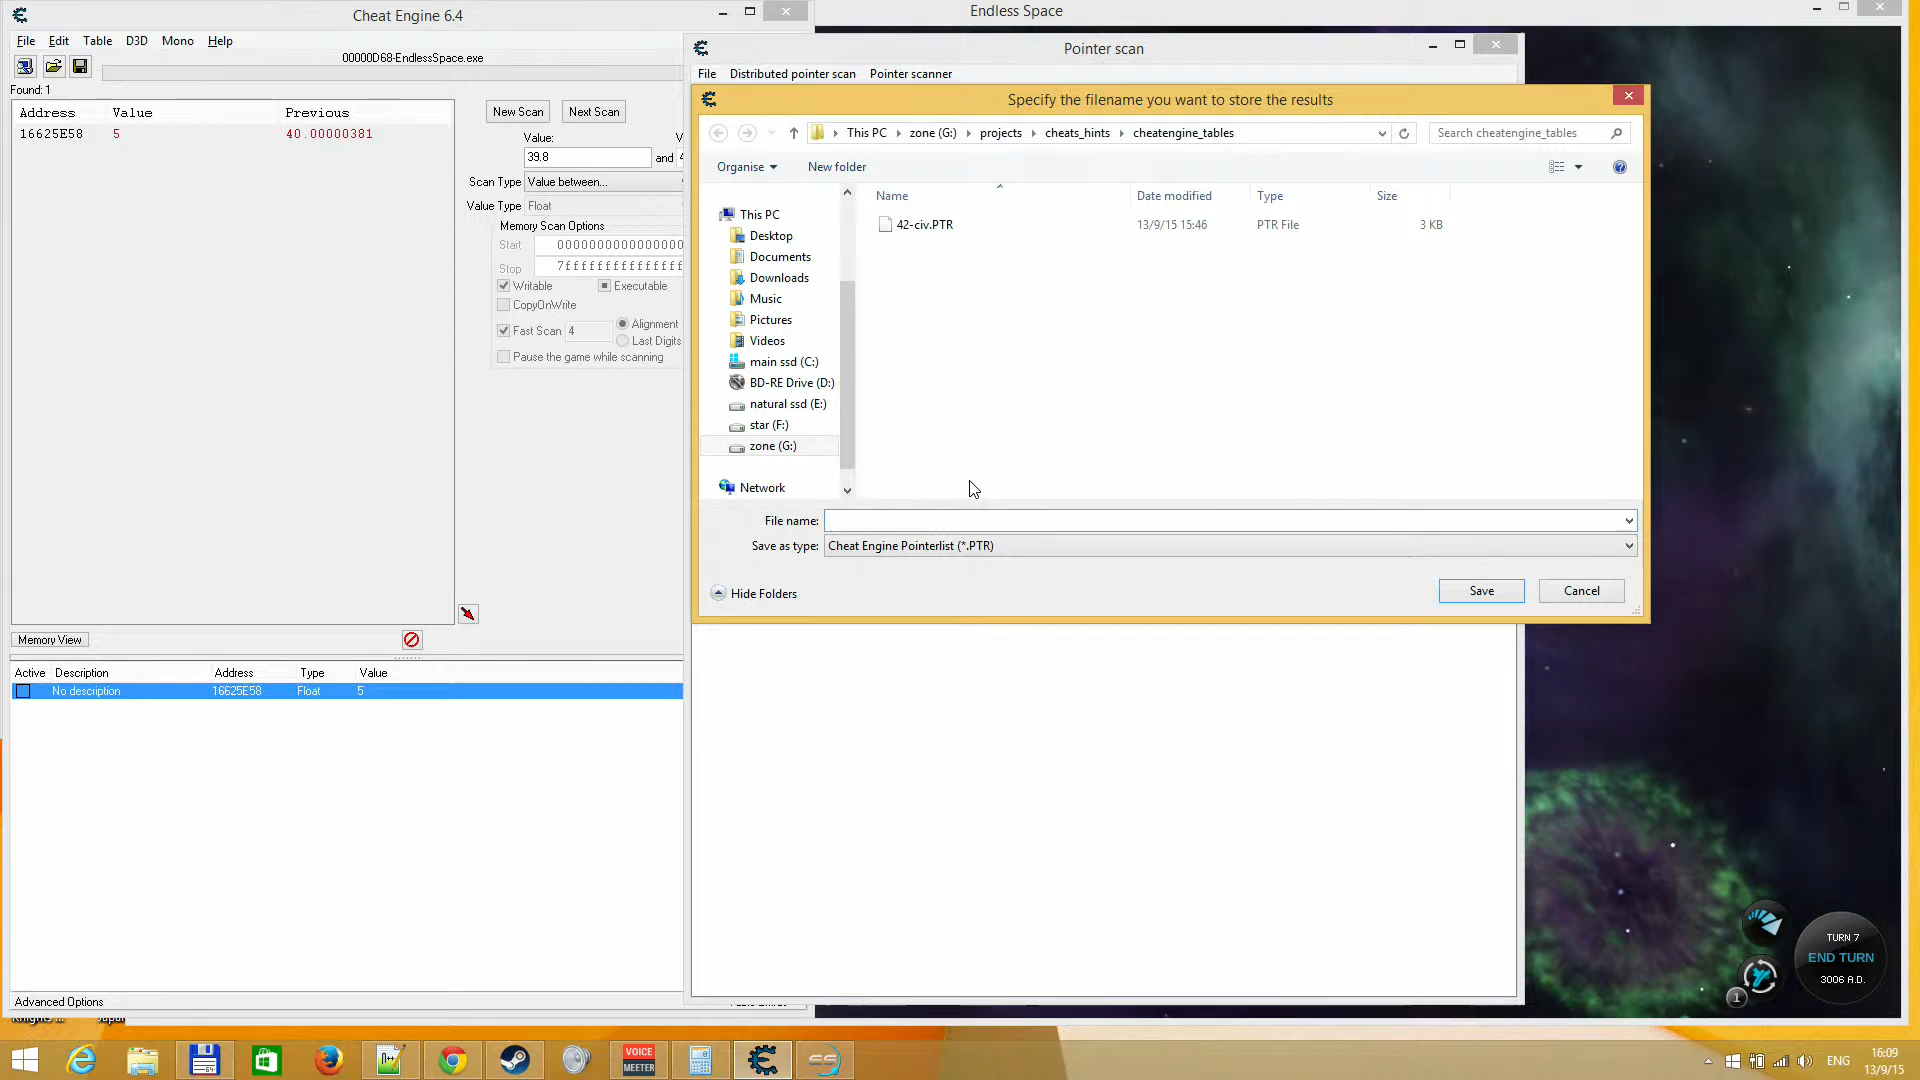 Cheat Engine 6.4
File Edit Table D3D Mono Help
00000D68-EndlessSpace.exe
Found: 1
Address Value Previous
16625E58 5 40.00000381
New Scan Next Scan
Value:
39.8 and
Scan Type Value between...
Value Type Float
Memory Scan Options
Start 0000000000000000
Stop 7fffffffffffffff
Writable Executable
CopyOnWrite
Fast Scan 4 Alignment
Last Digits
Pause the game while scanning
Memory View
Active Description Address Type Value
No description 16625E58 Float 5
Advanced Options
Endless Space
Pointer scan
File Distributed pointer scan Pointer scanner
Specify the filename you want to store the results
This PC zone (G:) projects cheats_hints cheatengine_tables
Search cheatengine_tables
Organise New folder
Name Date modified Type Size
42-civ.PTR 13/9/15 15:46 PTR File 3 KB
This PC
Desktop
Documents
Downloads
Music
Pictures
Videos
main ssd (C:)
BD-RE Drive (D:)
natural ssd (E:)
star (F:)
zone (G:)
Network
File name:
Save as type: Cheat Engine Pointerlist (*.PTR)
Hide Folders
Save Cancel
TURN 7
END TURN
3006 A.D.
1
VOICE
MEETER
ENG
16:09
13/9/15